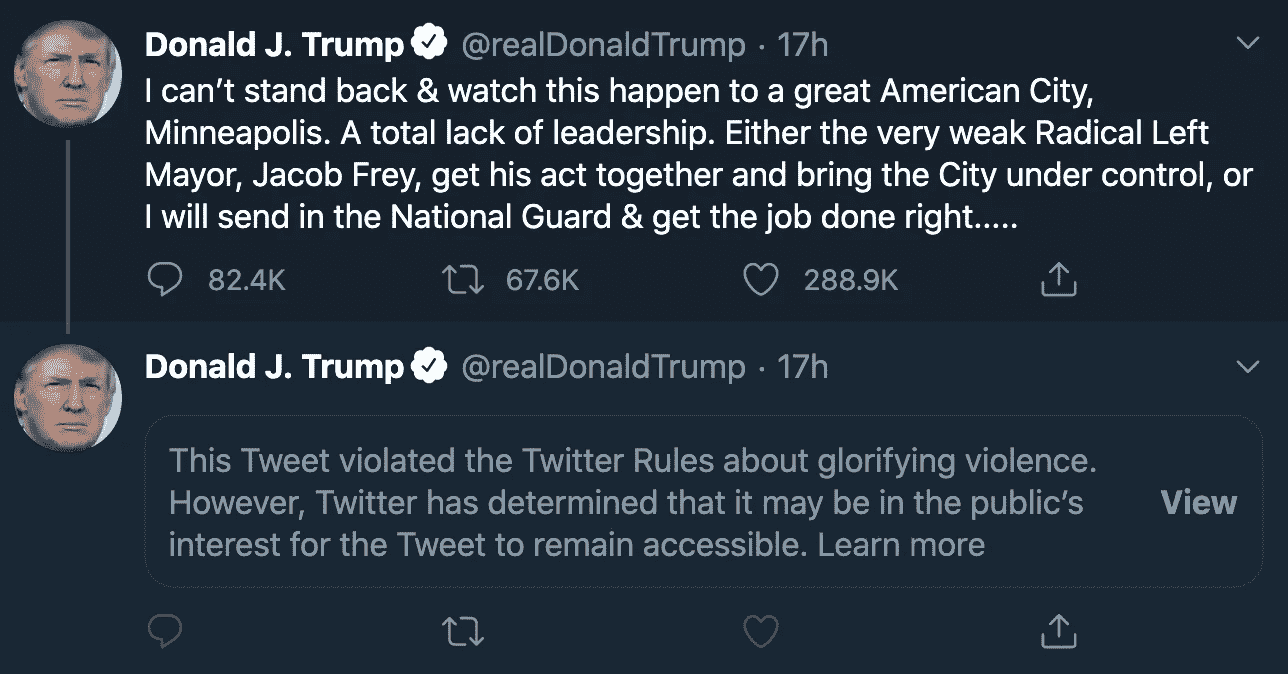 Donald J. Trump @realDonaldTrump · 17h
I can't stand back & watch this happen to a great American City,
Minneapolis. A total lack of leadership. Either the very weak Radical Left
Mayor, Jacob Frey, get his act together and bring the City under control, or
I will send in the National Guard & get the job done right.....
82.4K 67.6K 288.9K
Donald J. Trump @realDonaldTrump · 17h
This Tweet violated the Twitter Rules about glorifying violence.
However, Twitter has determined that it may be in the public's
View
interest for the Tweet to remain accessible. Learn more